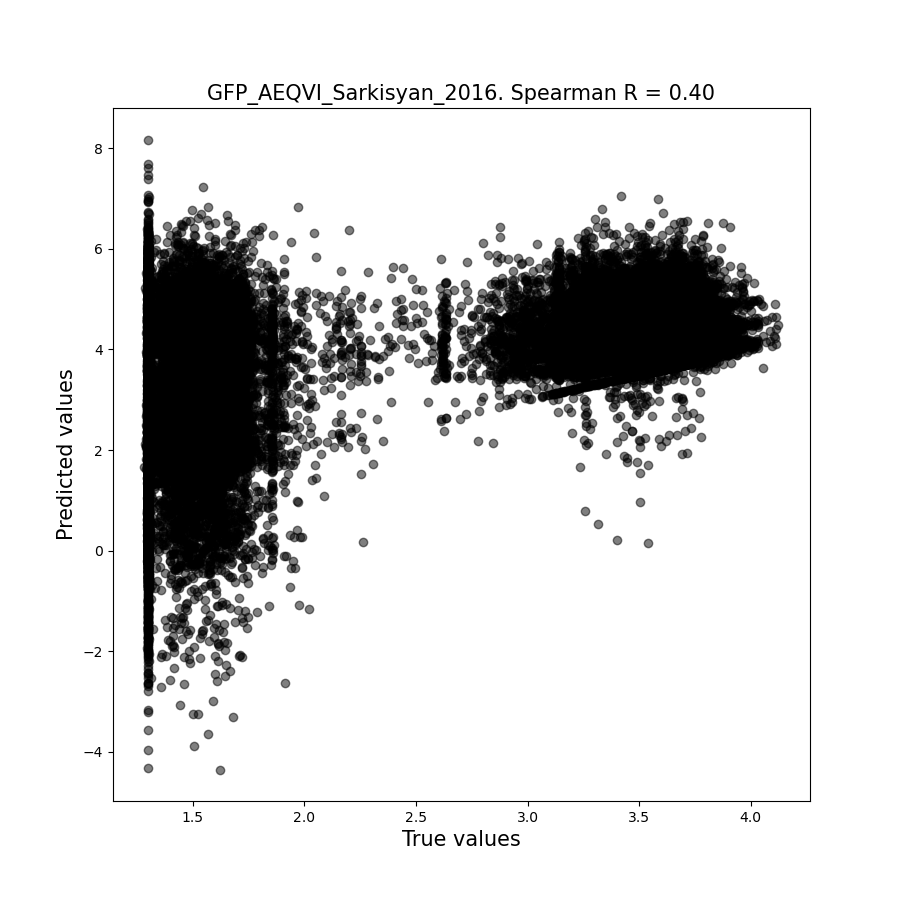 GFP_AEQVI_Sarkisyan_2016. Spearman R = 0.40
8
6
4
2
0
−2
−4
Predicted values
1.5 2.0 2.5 3.0 3.5 4.0
True values